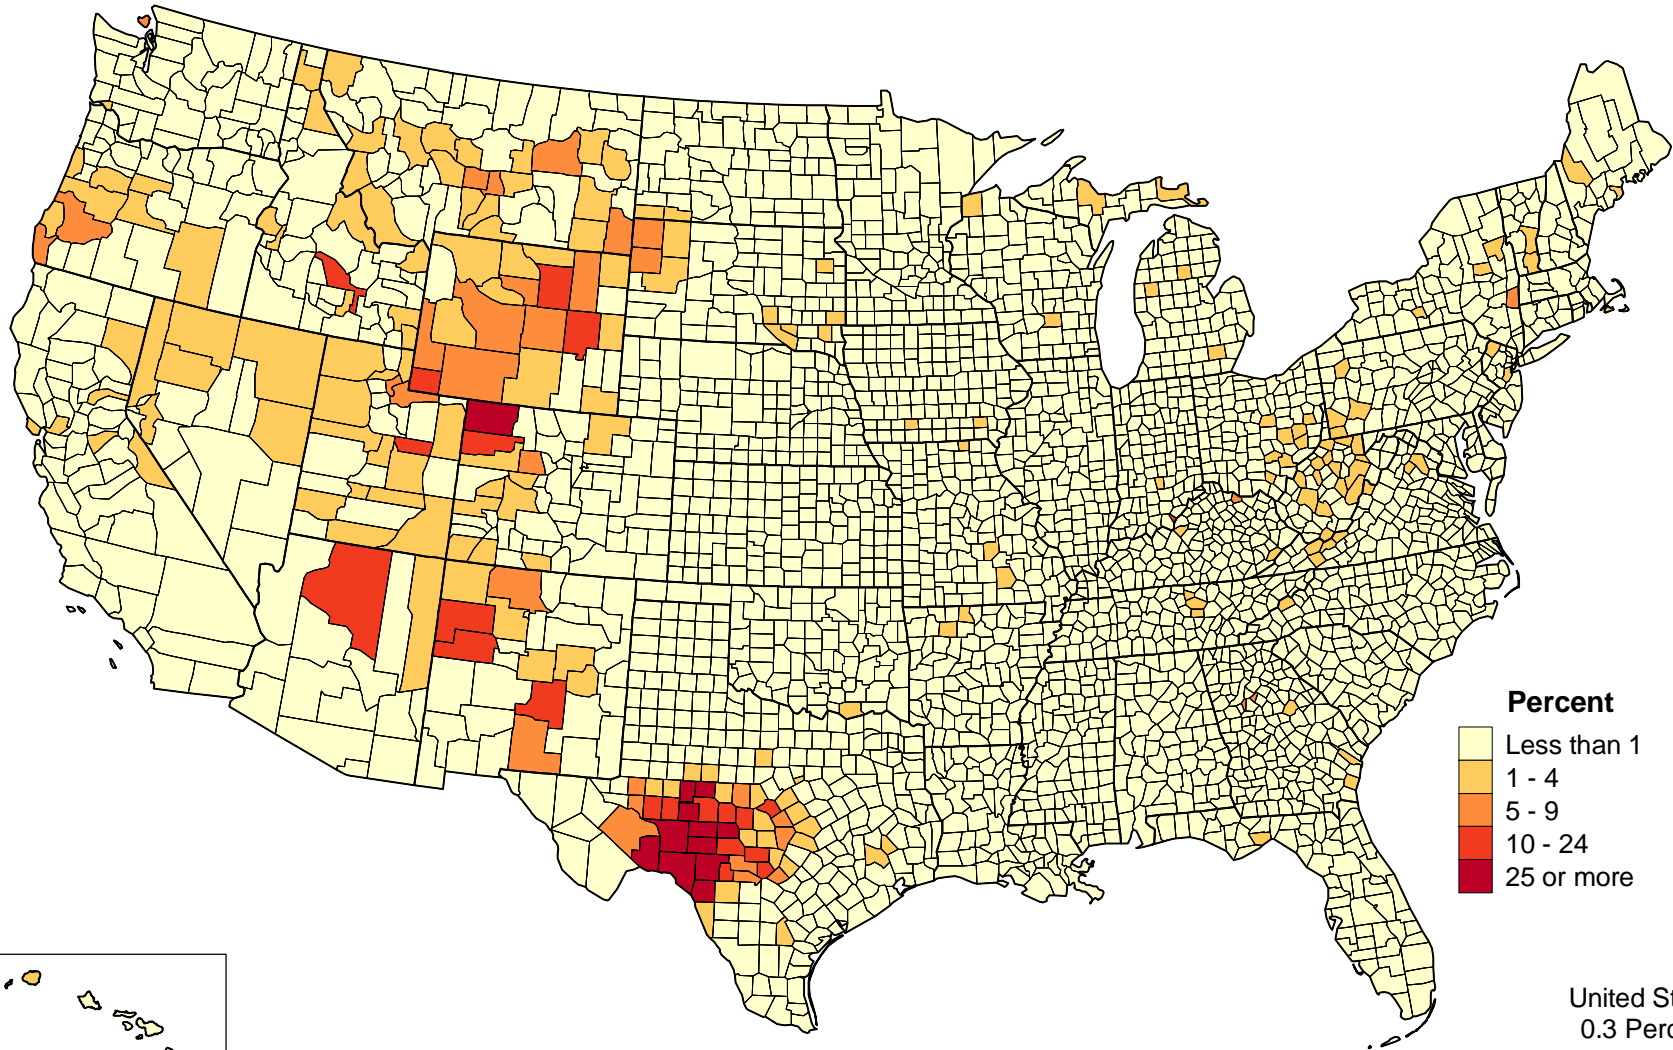 Percent
Less than 1
1 - 4
5 - 9
10 - 24
25 or more
United St
0.3 Perc